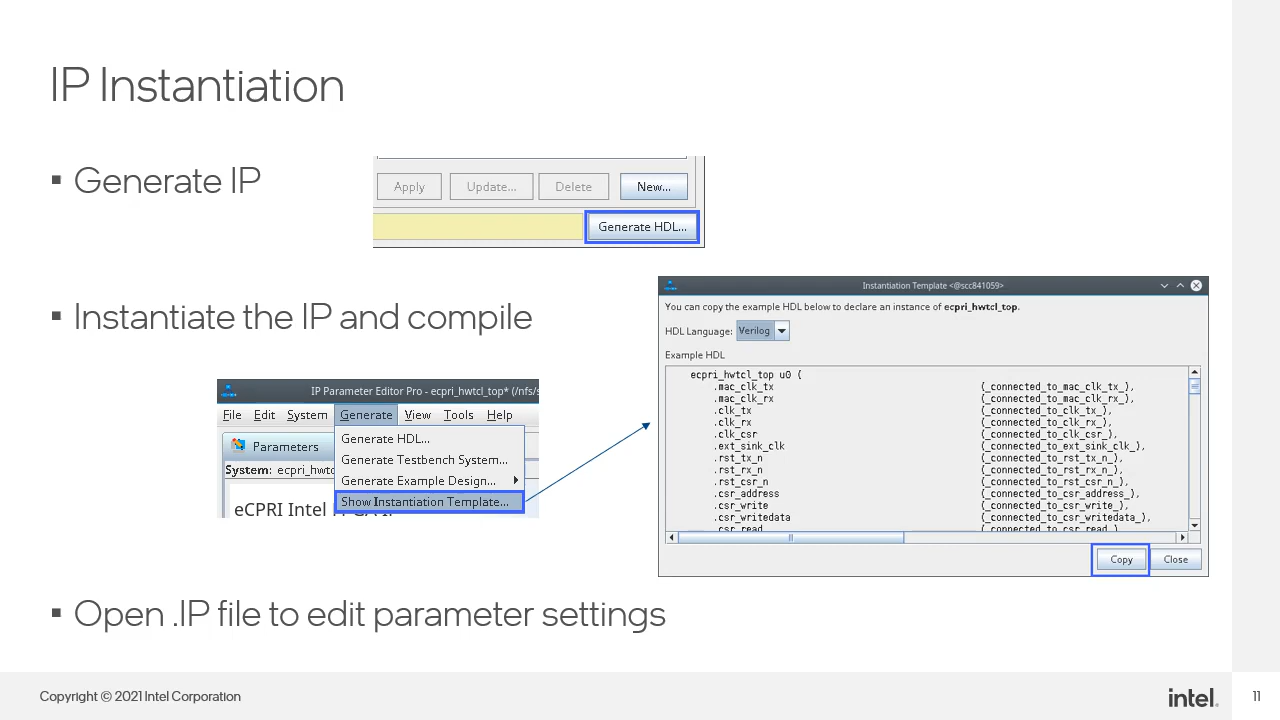 IP Instantiation
▪ Generate IP
Apply Update... Delete New...
Generate HDL...
▪ Instantiate the IP and compile
IP Parameter Editor Pro - ecpri_hwtcl_top* (/nfs/s
File Edit System Generate View Tools Help
Generate HDL...
Parameters
Generate Testbench System...
System: ecpri_hwtc
Generate Example Design...
Show Instantiation Template...
eCPRI Intel
Instantiation Template <@scc841059>
You can copy the example HDL below to declare an instance of ecpri_hwtcl_top.
HDL Language: Verilog
Example HDL
ecpri_hwtcl_top u0 (
.mac_clk_tx (_connected_to_mac_clk_tx_),
.mac_clk_rx (_connected_to_mac_clk_rx_),
.clk_tx (_connected_to_clk_tx_),
.clk_rx (_connected_to_clk_rx_),
.clk_csr (_connected_to_clk_csr_),
.ext_sink_clk (_connected_to_ext_sink_clk_),
.rst_tx_n (_connected_to_rst_tx_n_),
.rst_rx_n (_connected_to_rst_rx_n_),
.rst_csr_n (_connected_to_rst_csr_n_),
.csr_address (_connected_to_csr_address_),
.csr_write (_connected_to_csr_write_),
.csr_writedata (_connected_to_csr_writedata_),
.csr_read (_connected_to_csr_read_),
Copy Close
▪ Open .IP file to edit parameter settings
Copyright © 2021 Intel Corporation
intel.
11